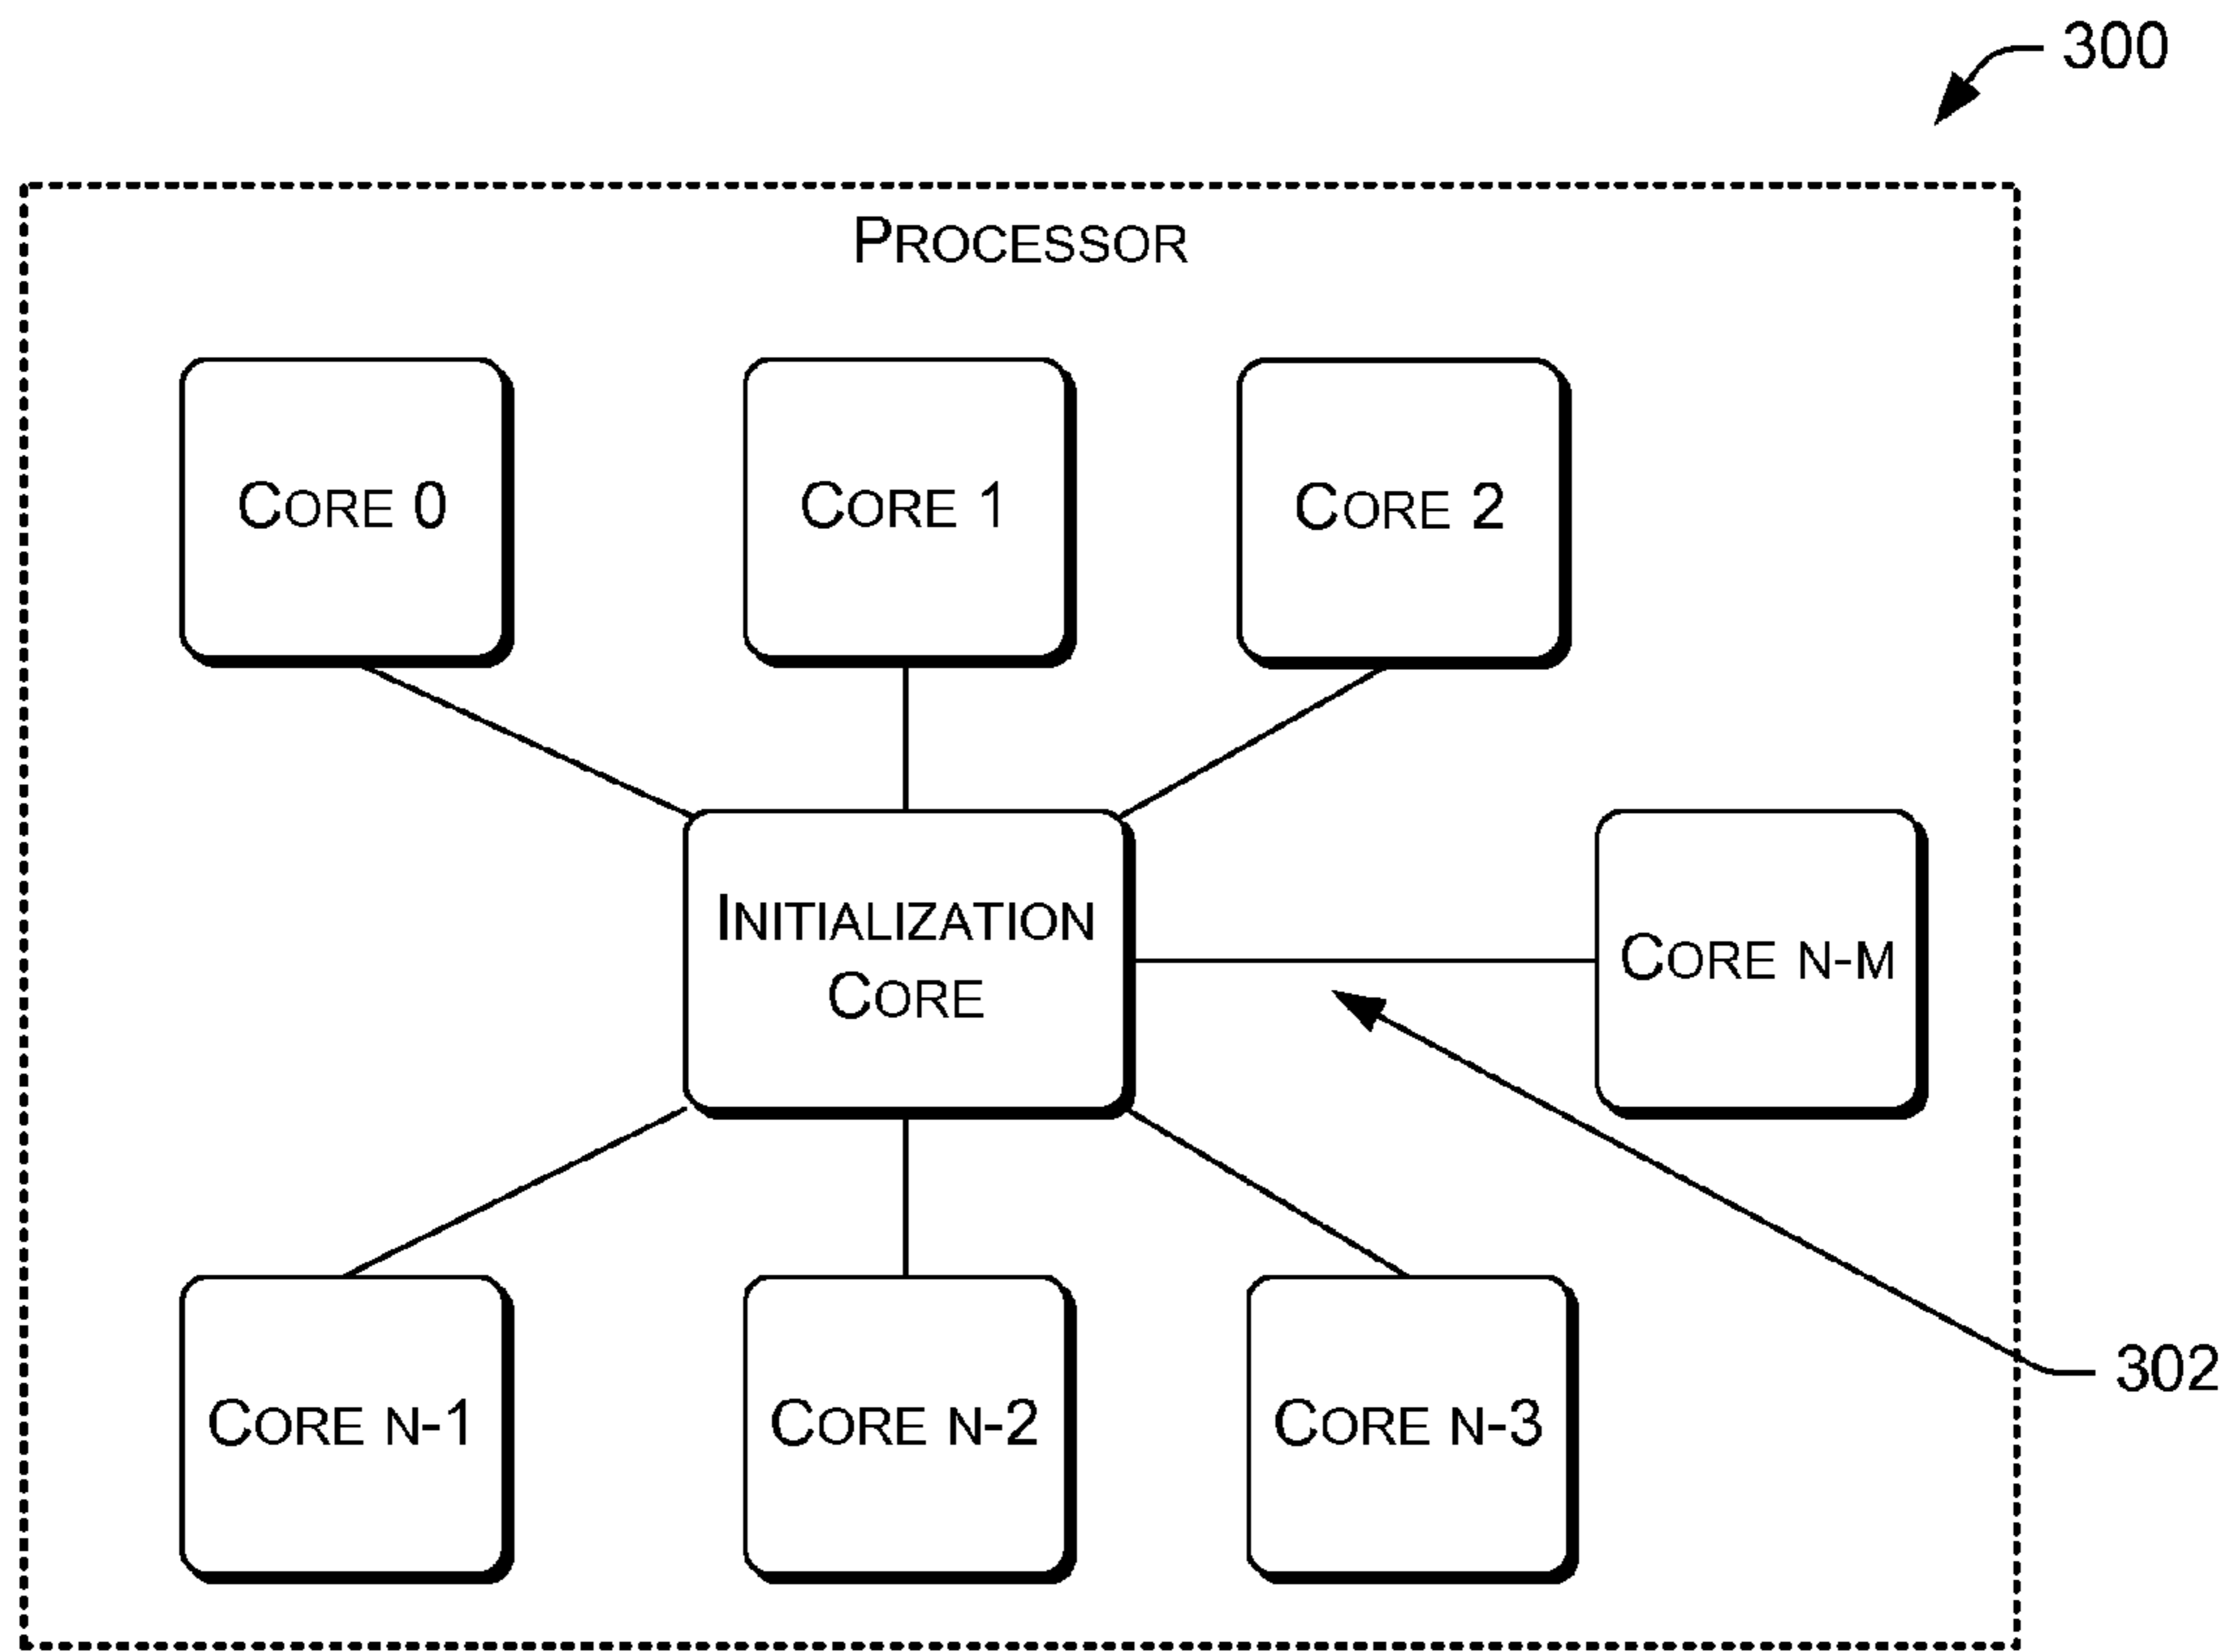 300
PROCESSOR
CORE 0
CORE 1
CORE 2
INITIALIZATION
CORE
CORE N-M
302
CORE N-1
CORE N-2
CORE N-3